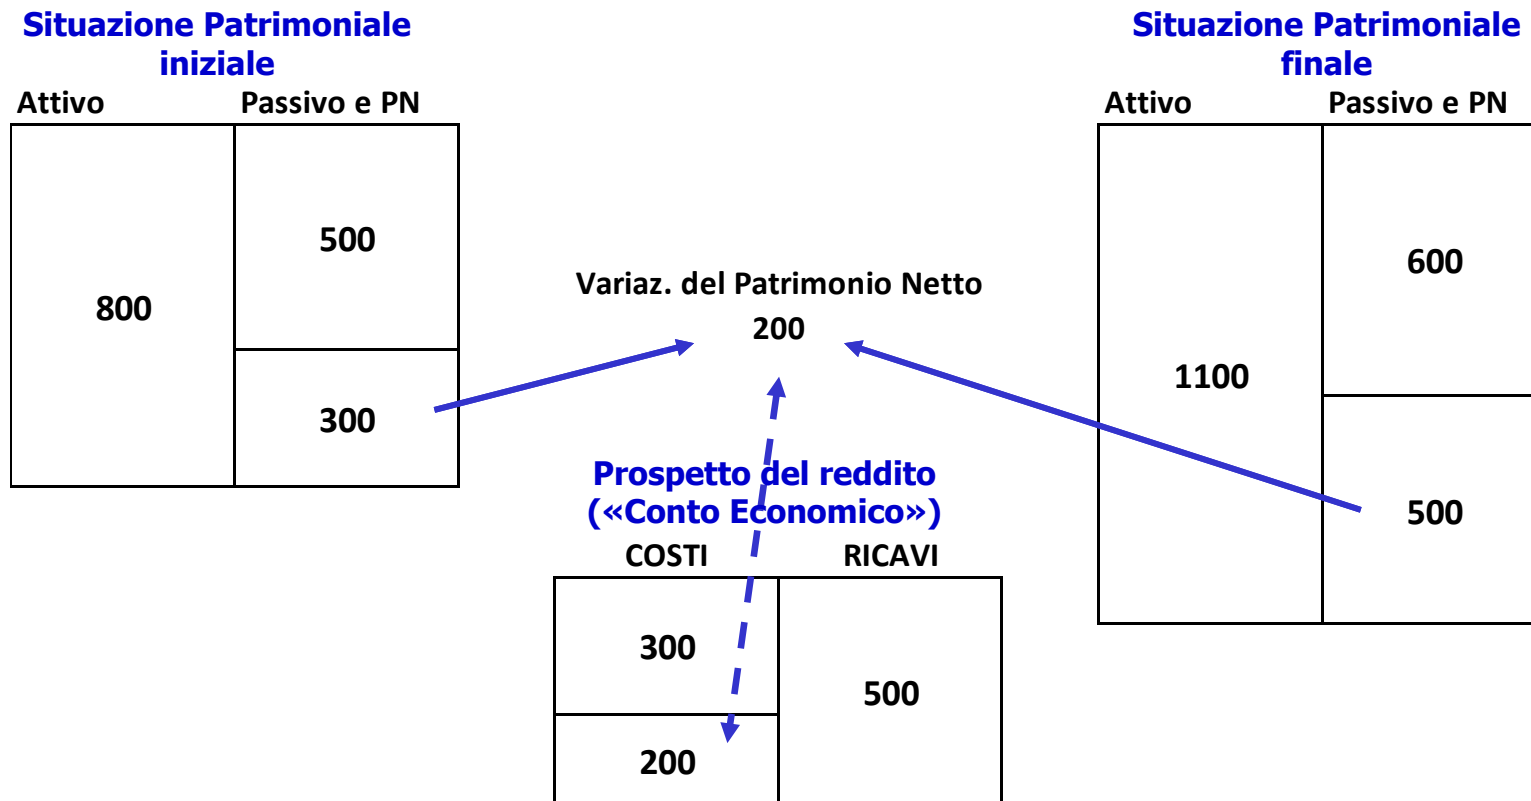 Situazione Patrimoniale
iniziale
Attivo Passivo e PN
800
500
300
Variaz. del Patrimonio Netto
200
Situazione Patrimoniale
finale
Attivo Passivo e PN
1100
600
500
Prospetto del reddito
(«Conto Economico»)
COSTI RICAVI
300
200
500